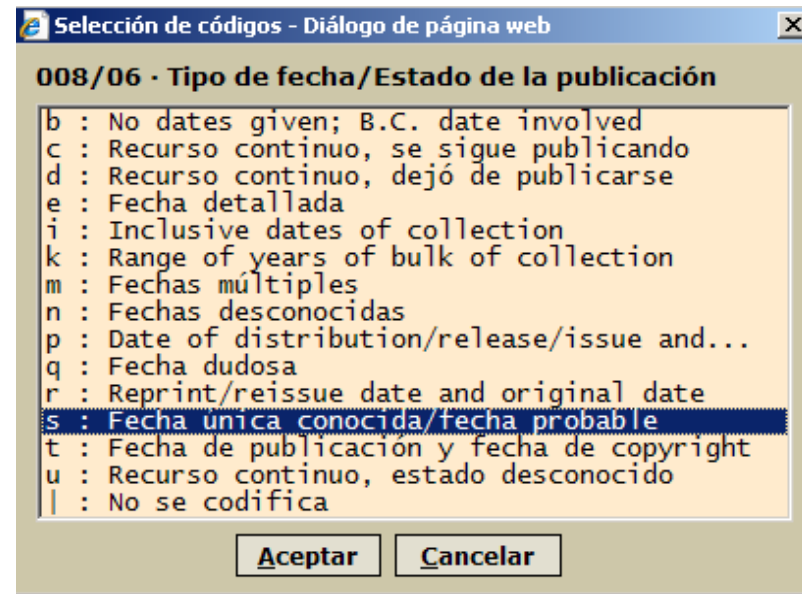 Selección de códigos - Diálogo de página web
008/06 · Tipo de fecha/Estado de la publicación
b : No dates given; B.C. date involved
c : Recurso continuo, se sigue publicando
d : Recurso continuo, dejó de publicarse
e : Fecha detallada
i : Inclusive dates of collection
k : Range of years of bulk of collection
m : Fechas múltiples
n : Fechas desconocidas
p : Date of distribution/release/issue and...
q : Fecha dudosa
r : Reprint/reissue date and original date
s : Fecha única conocida/fecha probable
t : Fecha de publicación y fecha de copyright
u : Recurso continuo, estado desconocido
| : No se codifica
Aceptar Cancelar